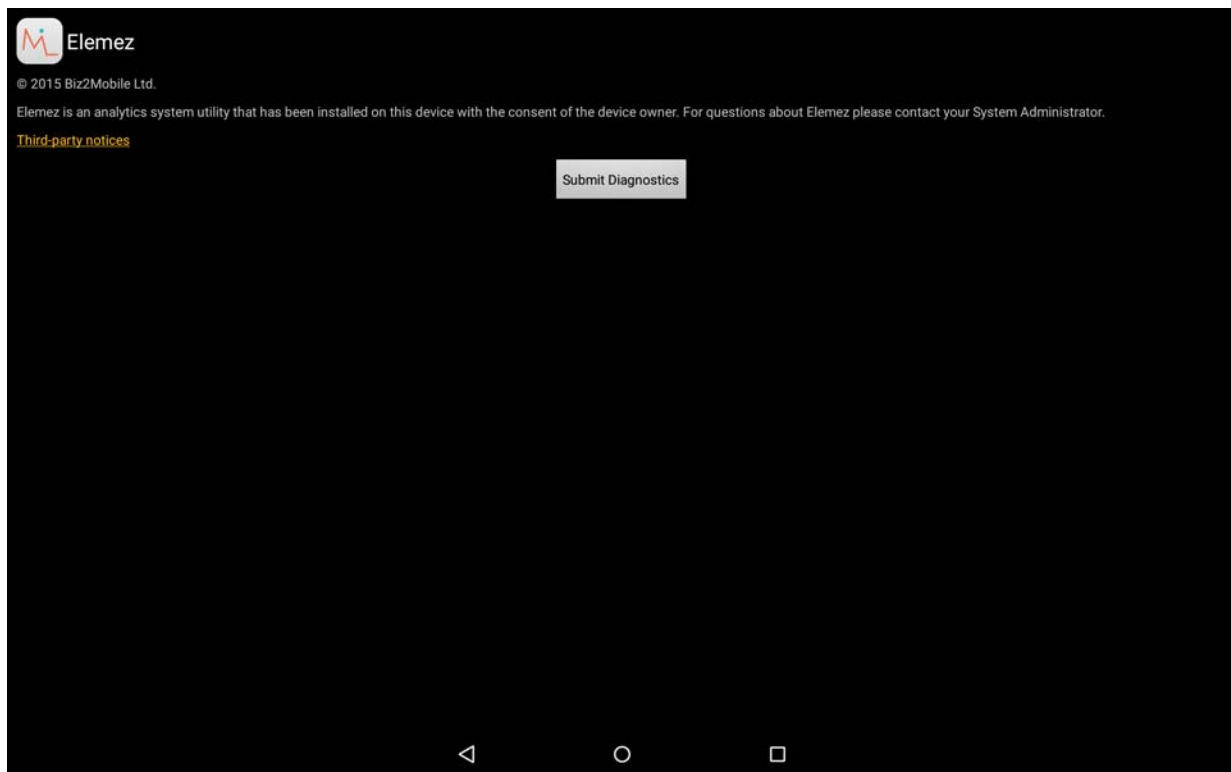 Elemez
© 2015 Biz2Mobile Ltd.
Elemez is an analytics system utility that has been installed on this device with the consent of the device owner. For questions about Elemez please contact your System Administrator.
Third-party notices
Submit Diagnostics